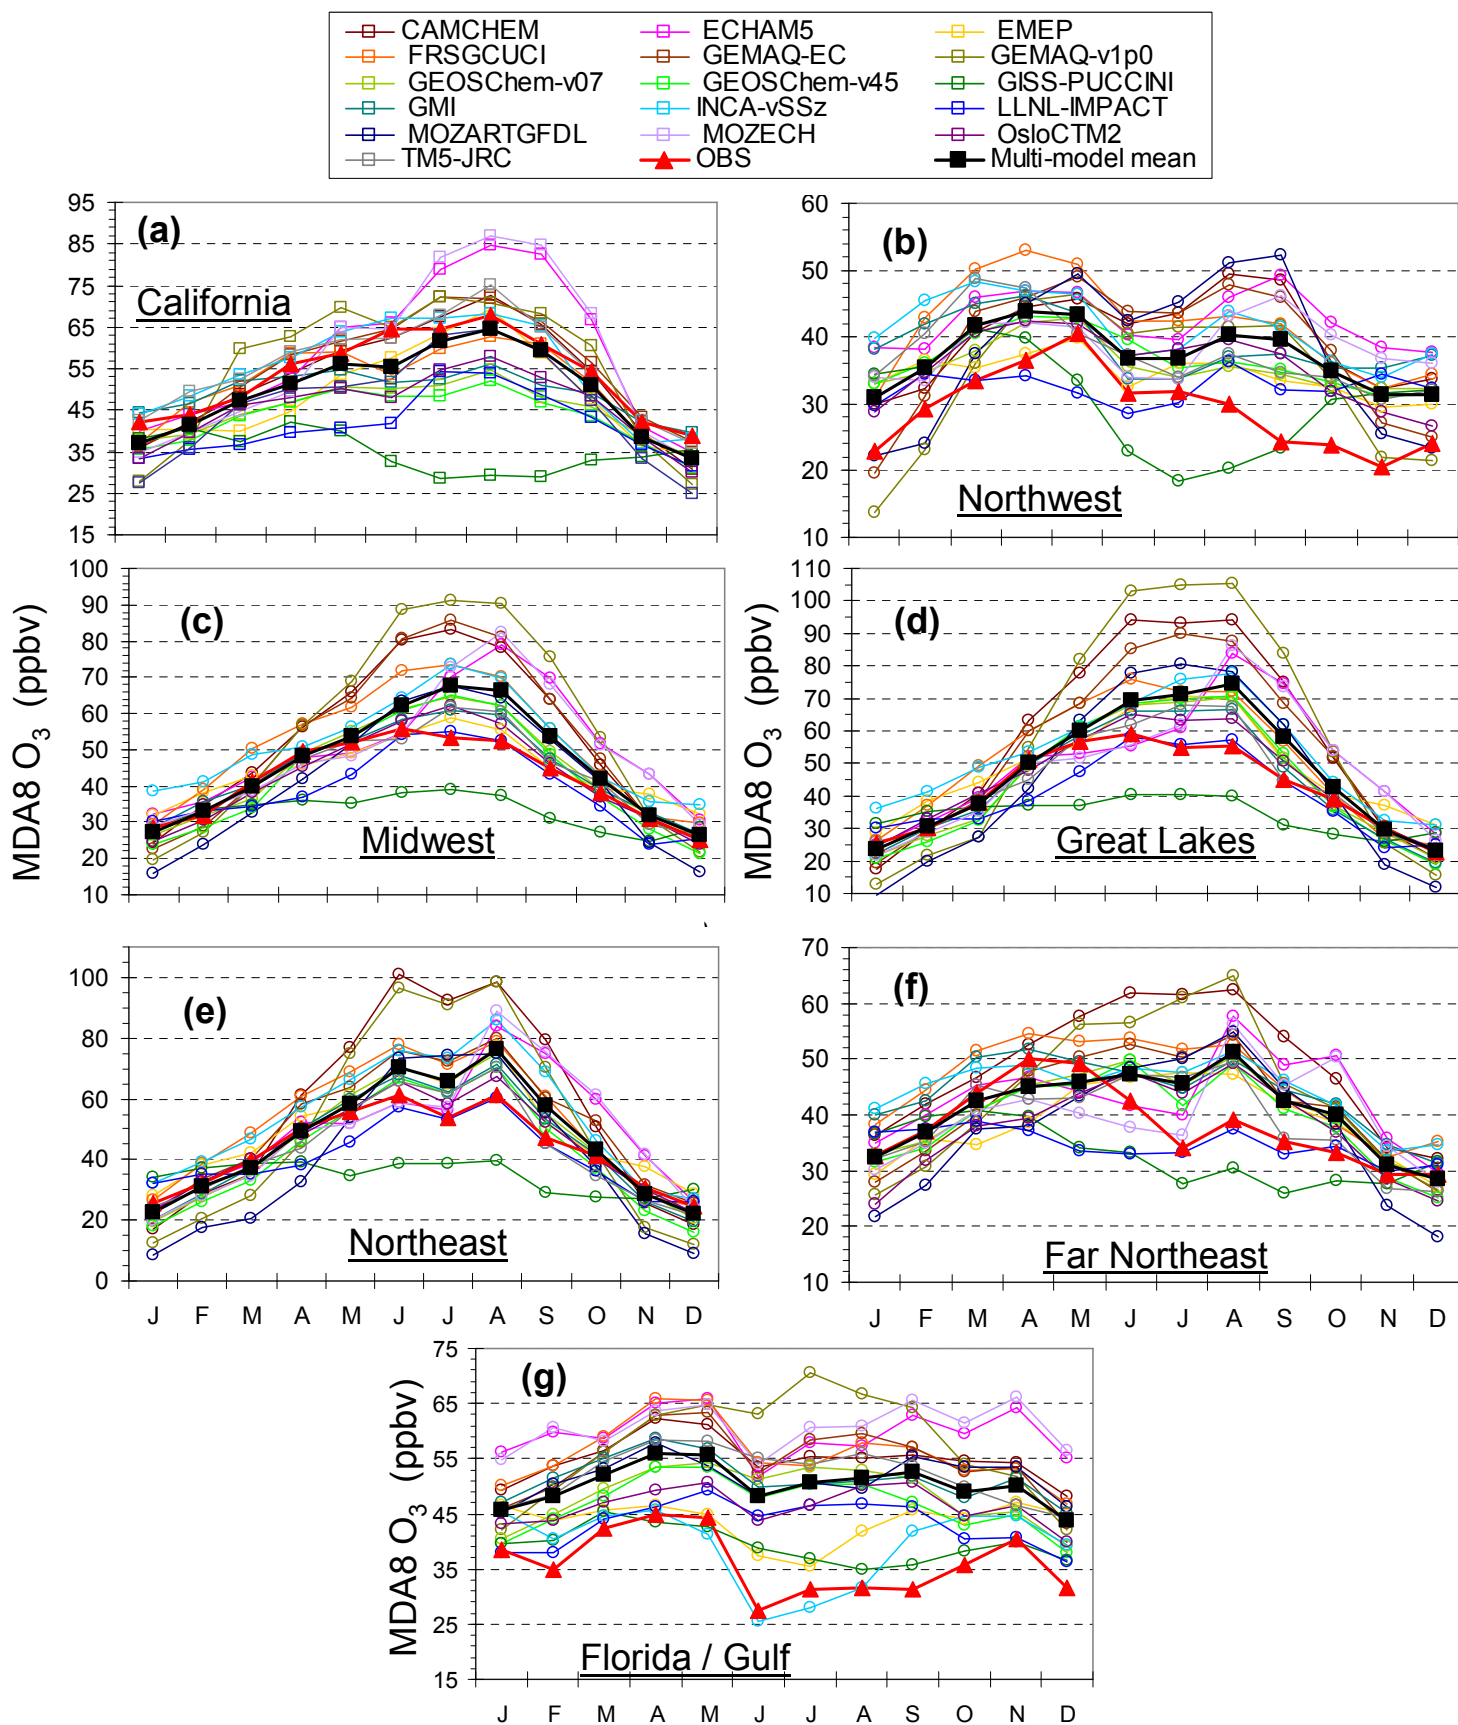 CAMCHEM ECHAM5 EMEP
FRSGCUCI GEMAQ-EC GEMAQ-v1p0
GEOSChem-v07 GEOSChem-v45 GISS-PUCCINI
GMI INCA-vSSz LLNL-IMPACT
MOZARTGFDL MOZECH OsloCTM2
TM5-JRC OBS Multi-model mean
(a)
California
95
85
75
65
55
45
35
25
15
(b)
Northwest
60
50
40
30
20
10
(c)
Midwest
MDA8 O3 (ppbv)
100
90
80
70
60
50
40
30
20
10
(d)
Great Lakes
MDA8 O3 (ppbv)
110
100
90
80
70
60
50
40
30
20
10
(e)
Northeast
100
80
60
40
20
0
J F M A M J J A S O N D
(f)
Far Northeast
70
60
50
40
30
20
10
J F M A M J J A S O N D
(g)
Florida / Gulf
MDA8 O3 (ppbv)
75
65
55
45
35
25
15
J F M A M J J A S O N D